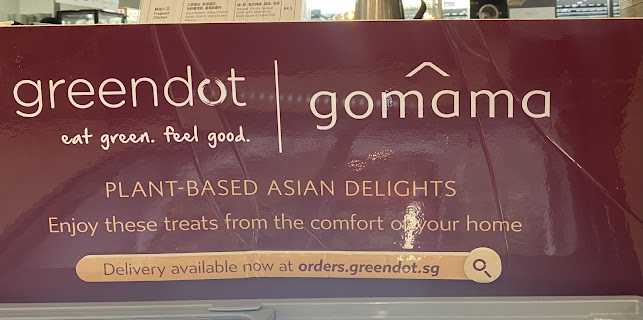 greendot
eat green. feel good.
gomama
PLANT-BASED ASIAN DELIGHTS
Enjoy these treats from the comfort of your home
Delivery available now at orders.greendot.sg